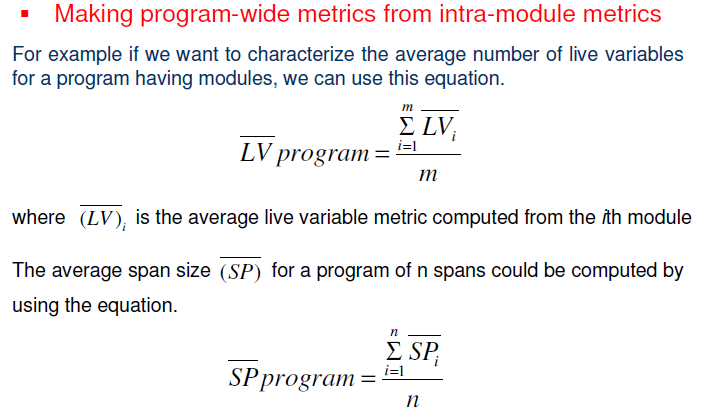 ▪ Making program-wide metrics from intra-module metrics
For example if we want to characterize the average number of live variables
for a program having modules, we can use this equation.
$\overline{LV}\,program = \frac{\sum_{i=1}^{m} \overline{LV_i}}{m}$
where $\overline{(LV)}_i$ is the average live variable metric computed from the ith module
The average span size $\overline{(SP)}$ for a program of n spans could be computed by
using the equation.
$\overline{SP}\,program = \frac{\sum_{i=1}^{n} \overline{SP_i}}{n}$